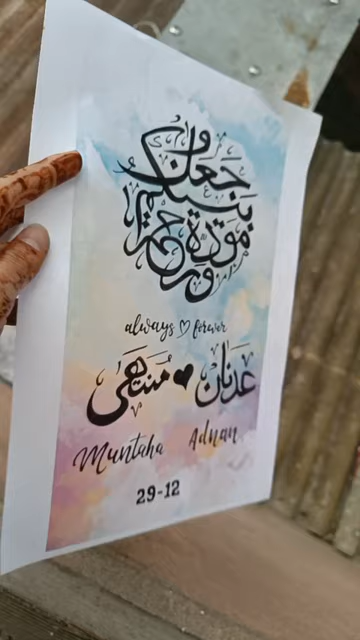 وجعل
بينكم
مودة
ورحمة
always ♡ forever
عدنان ♥ منتهى
Muntaha Adnan
29-12